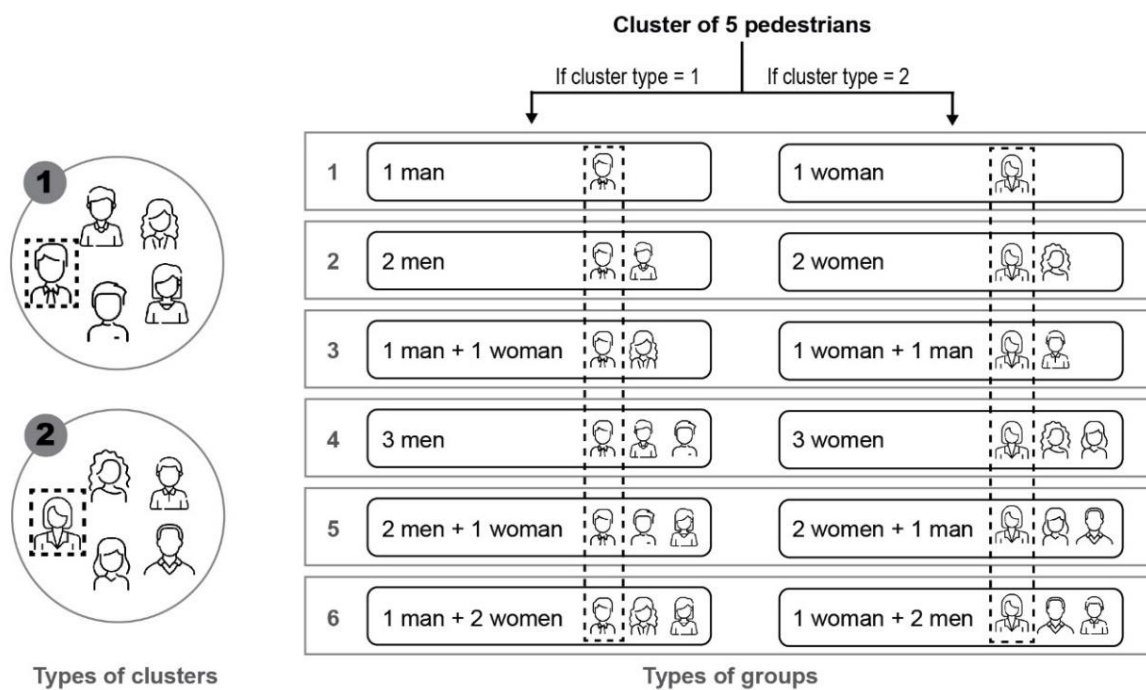 Cluster of 5 pedestrians
If cluster type = 1
If cluster type = 2
1
2
1
1 man
1 woman
2
2 men
2 women
3
1 man + 1 woman
1 woman + 1 man
4
3 men
3 women
5
2 men + 1 woman
2 women + 1 man
6
1 man + 2 women
1 woman + 2 men
Types of clusters
Types of groups